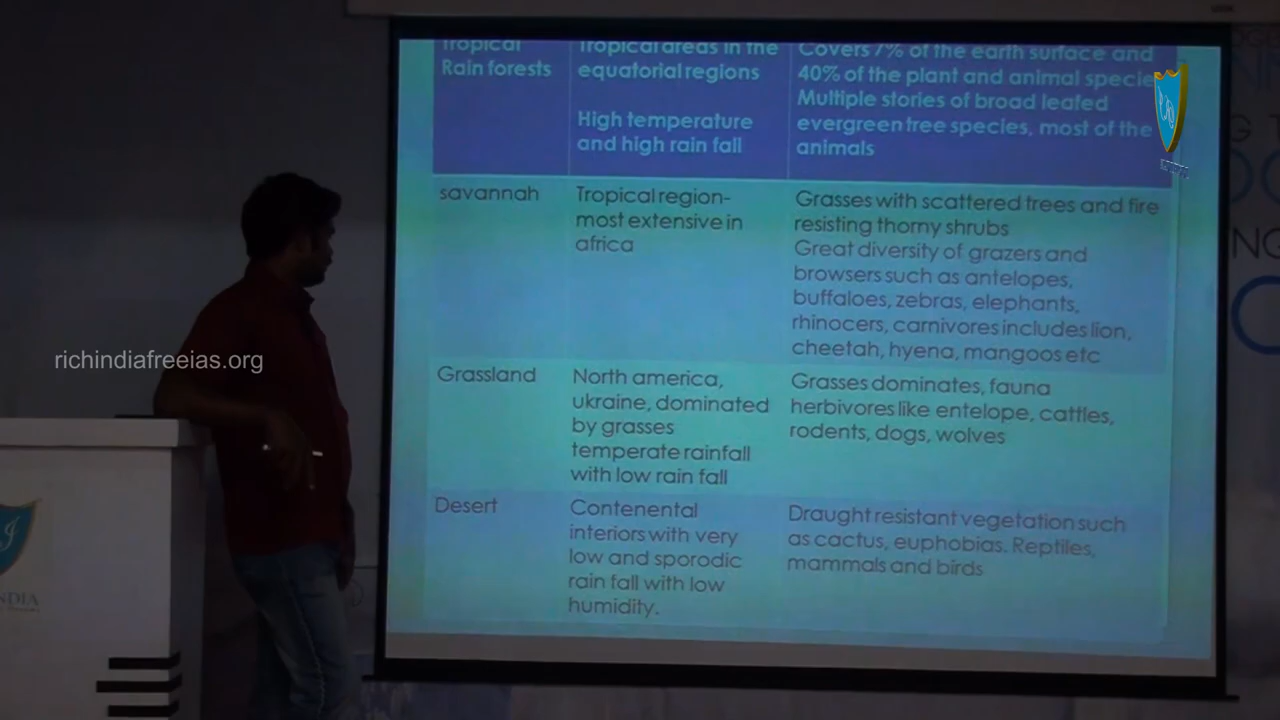 Tropical
Rain forests
Tropical areas in the
equatorial regions
High temperature
and high rain fall
Covers 7% of the earth surface and
40% of the plant and animal specie
Multiple stories of broad leafed
evergreen tree species, most of the
animals
savannah
Tropical region-
most extensive in
africa
Grasses with scattered trees and fire
resisting thorny shrubs
Great diversity of grazers and
browsers such as antelopes,
buffaloes, zebras, elephants,
rhinocers, carnivores includes lion,
cheetah, hyena, mangoos etc
Grassland
North america,
ukraine, dominated
by grasses
temperate rainfall
with low rain fall
Grasses dominates, fauna
herbivores like entelope, cattles,
rodents, dogs, wolves
Desert
Contenental
interiors with very
low and sporodic
rain fall with low
humidity.
Draught resistant vegetation such
as cactus, euphobias. Reptiles,
mammals and birds
richindiafreeias.org
NDIA